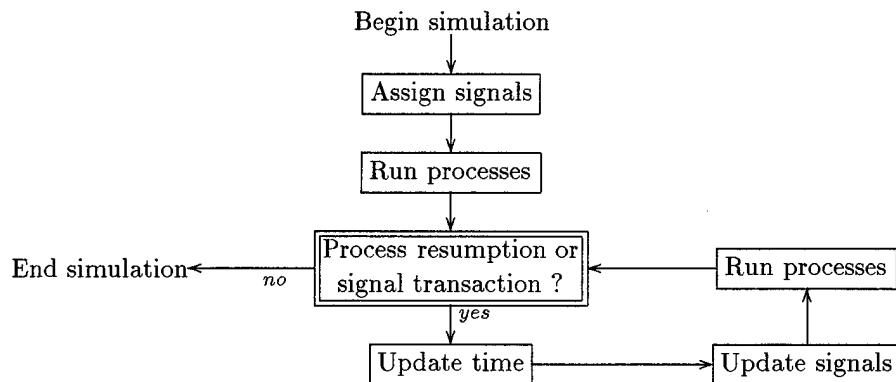 Begin simulation
Assign signals
Run processes
Process resumption or
signal transaction ?
End simulation
no
Run processes
yes
Update time
Update signals